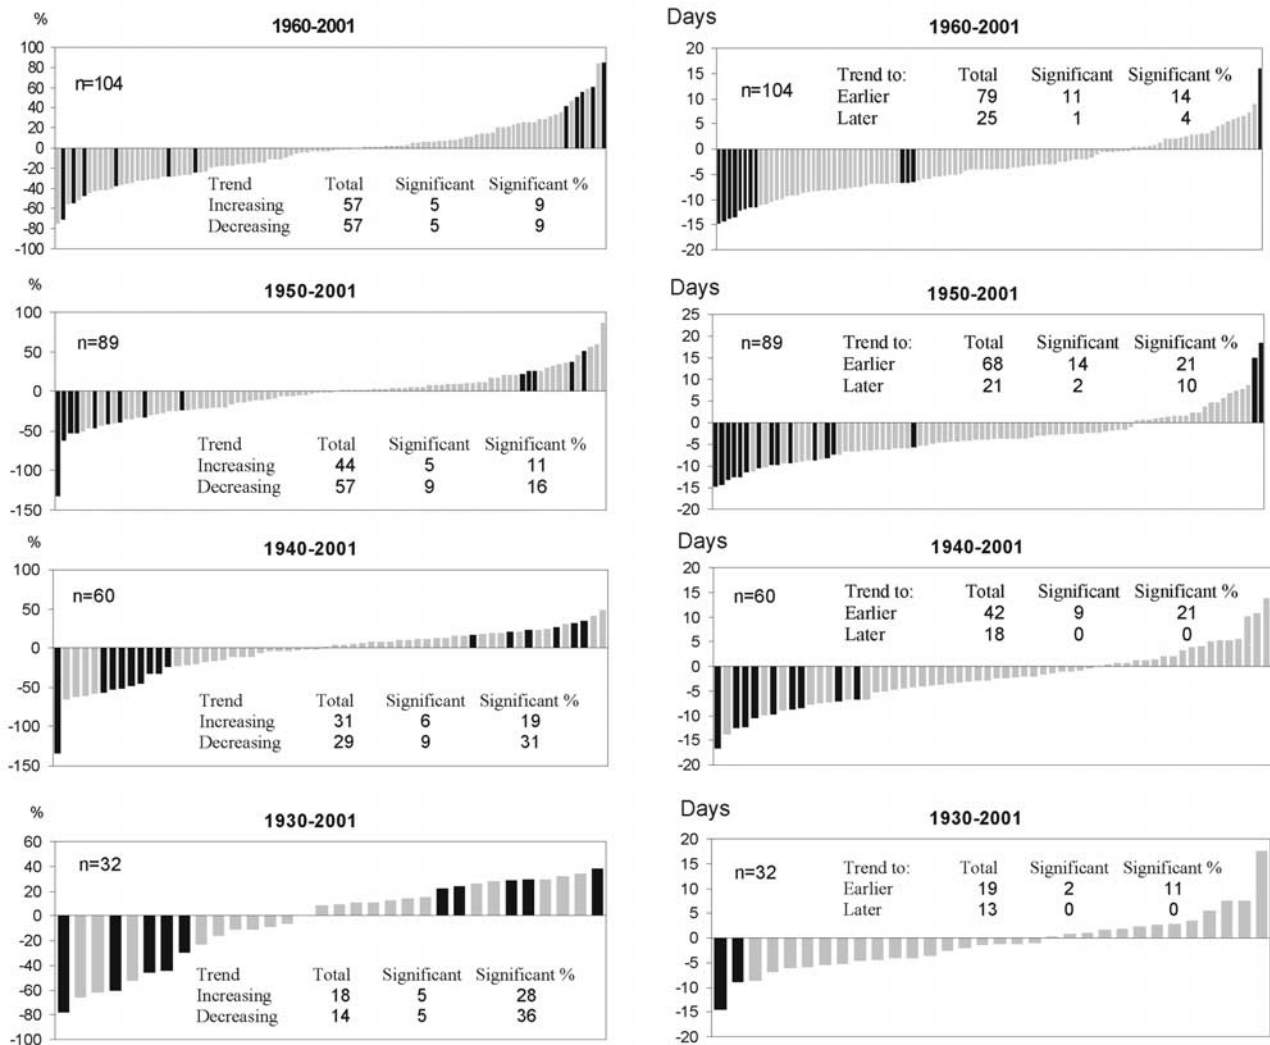 %
1960-2001
100
80
60
40
20
0
-20
-40
-60
-80
-100
n=104
Trend Total Significant Significant %
Increasing 57 5 9
Decreasing 57 5 9
Days
1960-2001
20
15
10
5
0
-5
-10
-15
-20
n=104
Trend to: Total Significant Significant %
Earlier 79 11 14
Later 25 1 4
%
1950-2001
100
50
0
-50
-100
-150
n=89
Trend Total Significant Significant %
Increasing 44 5 11
Decreasing 57 9 16
Days
1950-2001
25
20
15
10
5
0
-5
-10
-15
-20
n=89
Trend to: Total Significant Significant %
Earlier 68 14 21
Later 21 2 10
%
1940-2001
100
50
0
-50
-100
-150
n=60
Trend Total Significant Significant %
Increasing 31 6 19
Decreasing 29 9 31
Days
1940-2001
20
15
10
5
0
-5
-10
-15
-20
n=60
Trend to: Total Significant Significant %
Earlier 42 9 21
Later 18 0 0
%
1930-2001
60
40
20
0
-20
-40
-60
-80
-100
n=32
Trend Total Significant Significant %
Increasing 18 5 28
Decreasing 14 5 36
Days
1930-2001
20
15
10
5
0
-5
-10
-15
-20
n=32
Trend to: Total Significant Significant %
Earlier 19 2 11
Later 13 0 0